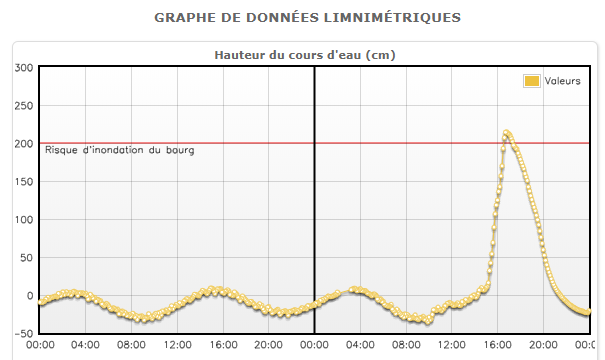 GRAPHE DE DONNÉES LIMNIMÉTRIQUES
Hauteur du cours d'eau (cm)
300
Valeurs
250
200
Risque d'inondation du bourg
150
100
50
0
−50
00:00 04:00 08:00 12:00 16:00 20:00 00:00 04:00 08:00 12:00 16:00 20:00 00:0